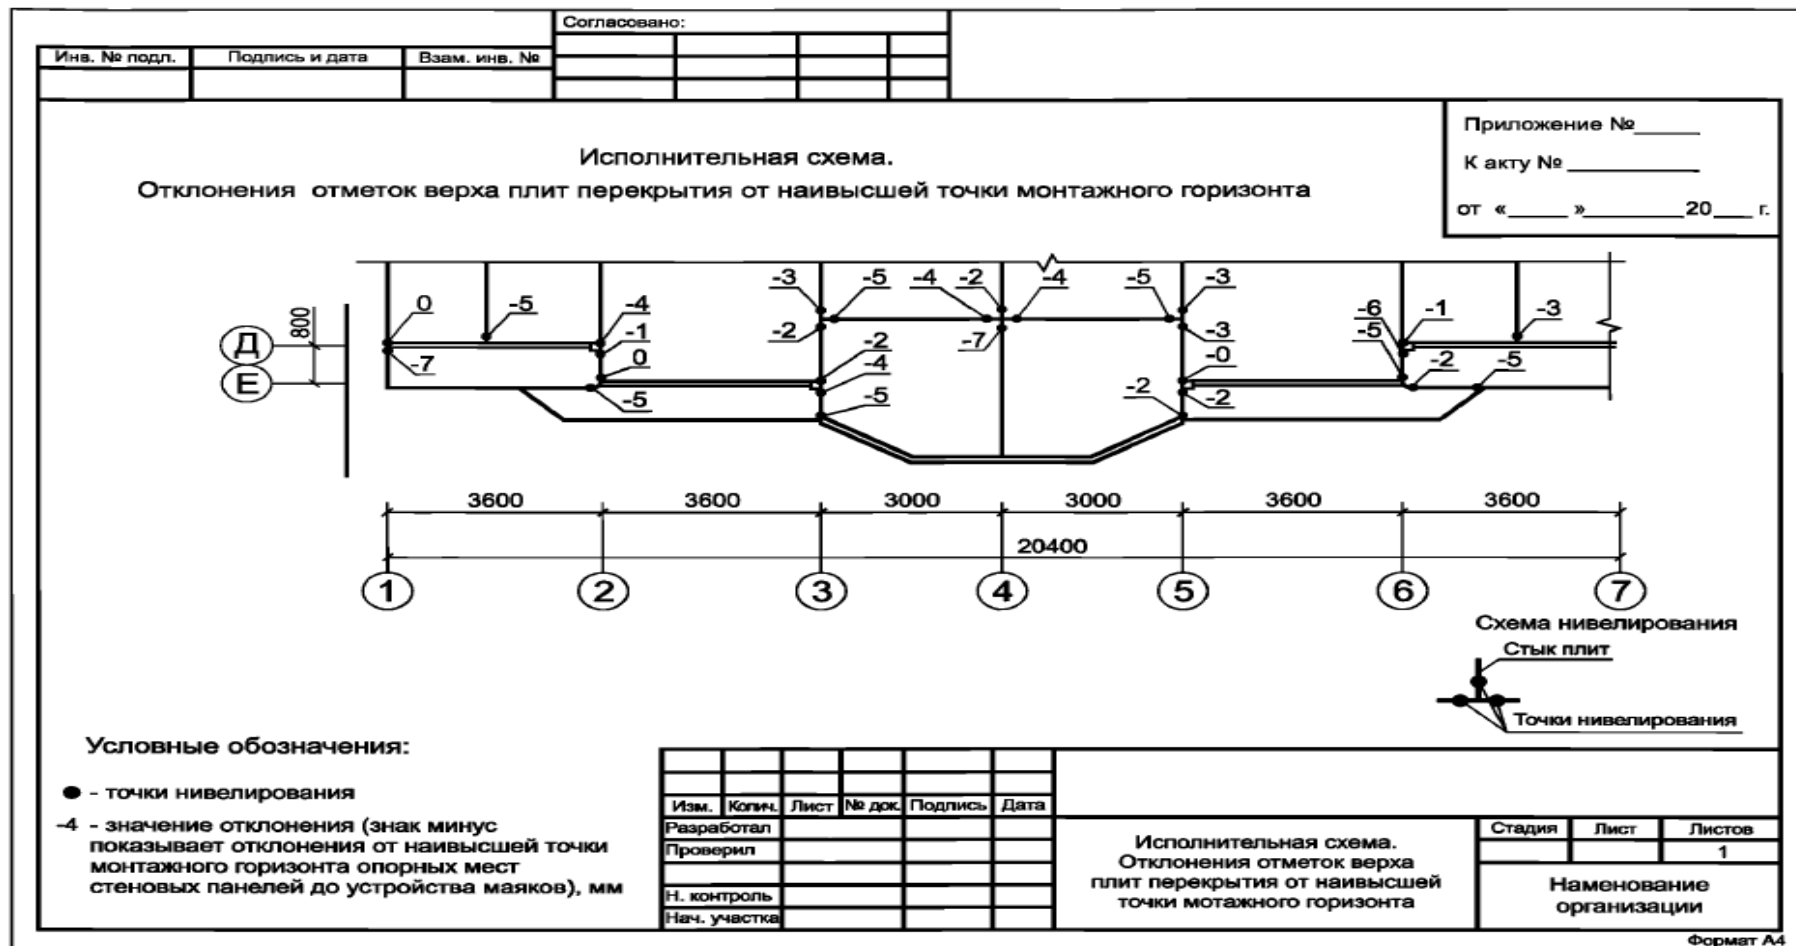 Согласовано:
Инв. № подл. Подпись и дата Взам. инв. №
Приложение №_____
К акту №__________
от «_____»________20___ г.
Исполнительная схема.
Отклонения отметок верха плит перекрытия от наивысшей точки монтажного горизонта
-3 -5 -4 -2 -4 -5 -3
0 -5 -4 -6 -1 -3
-2 -7 -3
-1 -5
800
Д
-7 0 -2 -0 -2 -5
Е
-4
-5 -5 -2 -2
3600 3600 3000 3000 3600 3600
20400
1 2 3 4 5 6 7
Схема нивелирования
Стык плит
Точки нивелирования
Условные обозначения:
- точки нивелирования
-4 - значение отклонения (знак минус
показывает отклонения от наивысшей точки
монтажного горизонта опорных мест
стеновых панелей до устройства маяков), мм
Изм. Колич. Лист № док. Подпись Дата
Разработал
Проверил
Н. контроль
Нач. участка
Исполнительная схема.
Отклонения отметок верха
плит перекрытия от наивысшей
точки мотажного горизонта
Стадия Лист Листов
1
Наменование
организации
Формат А4